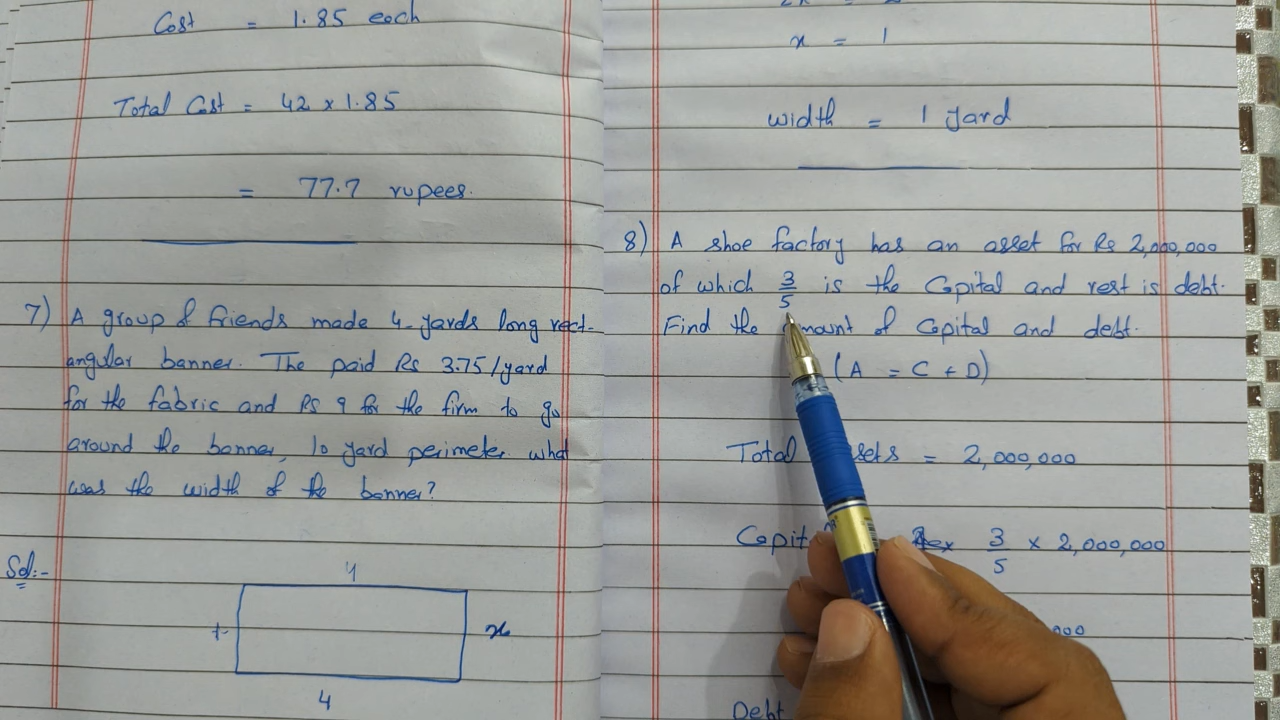 Cost = 1.85 each
Total Cost = 42 x 1.85
= 77.7 rupees.
7) A group of friends made 4 yards long rect-
angular banner. The paid Rs 3.75/yard
for the fabric and Rs 9 for the firm to go
around the banner, 10 yard perimeter what
was the width of the banner?
Sol:-
4
x
4
x = 1
width = 1 yard
8) A shoe factory has an asset for Rs 2,000,000
of which 3/5 is the Capital and rest is debt.
Find the amount of Capital and debt.
(A = C + D)
Total = 2,000,000
3/5 x 2,000,000
Debt